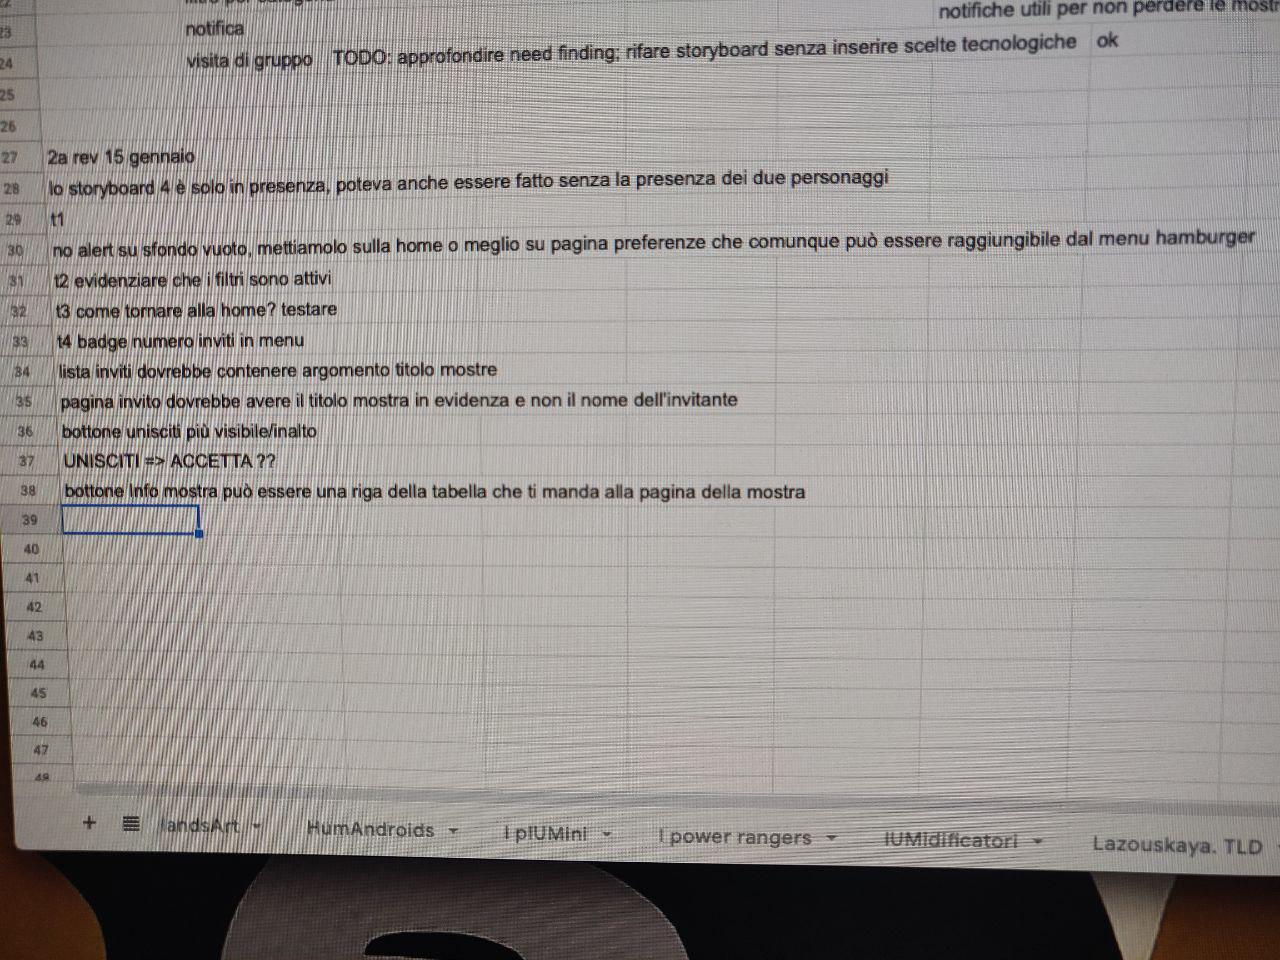 notifiche utili per non perdere le mostr
23 notifica
24 visita di gruppo TODO: approfondire need finding; rifare storyboard senza inserire scelte tecnologiche ok
25
26
27 2a rev 15 gennaio
28 lo storyboard 4 è solo in presenza, poteva anche essere fatto senza la presenza dei due personaggi
29 t1
30 no alert su sfondo vuoto, mettiamolo sulla home o meglio su pagina preferenze che comunque può essere raggiungibile dal menu hamburger
31 t2 evidenziare che i filtri sono attivi
32 t3 come tornare alla home? testare
33 t4 badge numero inviti in menu
34 lista inviti dovrebbe contenere argomento titolo mostre
35 pagina invito dovrebbe avere il titolo mostra in evidenza e non il nome dell'invitante
36 bottone unisciti più visibile/inalto
37 UNISCITI => ACCETTA ??
38 bottone Info mostra può essere una riga della tabella che ti manda alla pagina della mostra
39
40
41
42
43
44
45
46
47
48
+ landsArt HumAndroids I pIUMini I power rangers IUMidificatori Lazouskaya. TLD